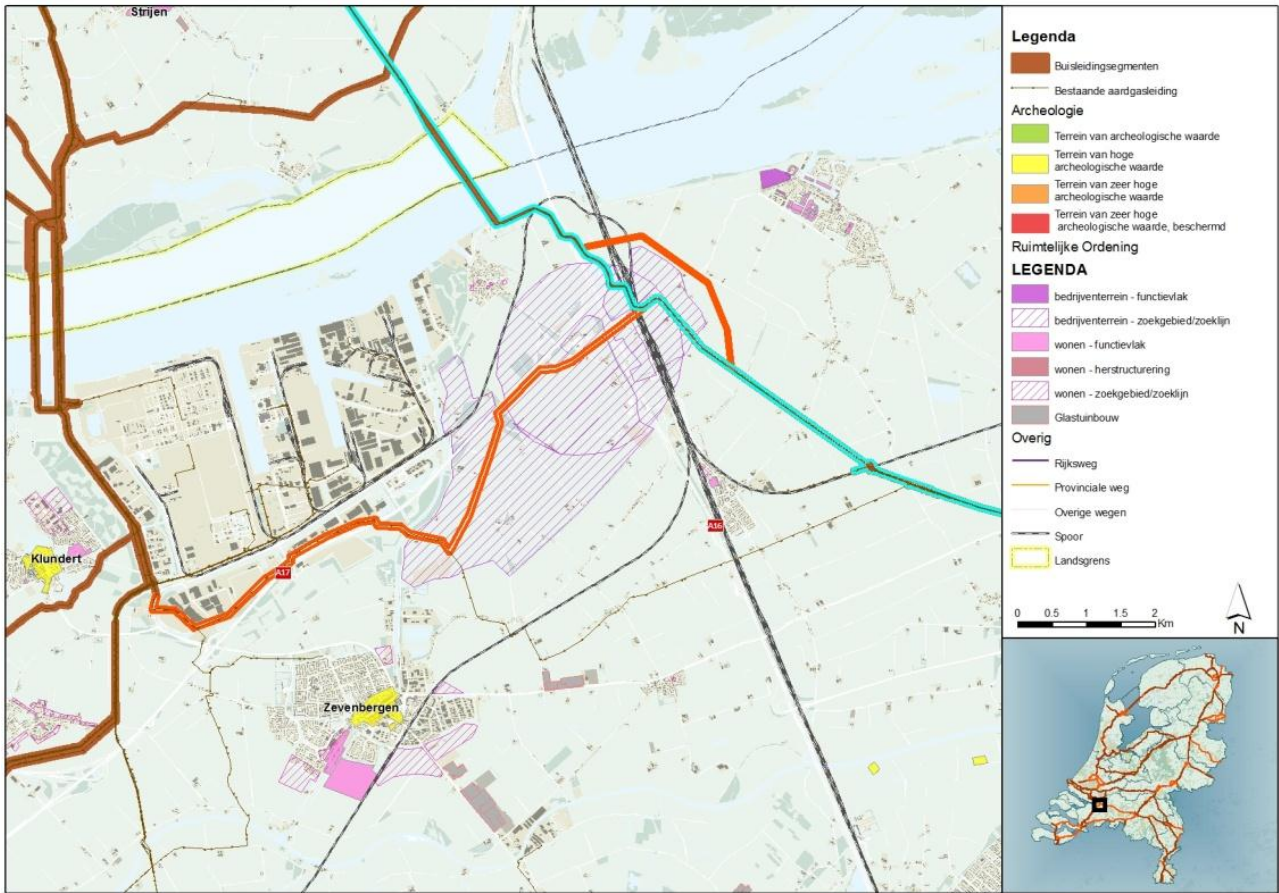 Strijen
Klundert
A17
A16
Zevenbergen
Legenda
Buisleidingsegmenten
Bestaande aardgasleiding
Archeologie
Terrein van archeologische waarde
Terrein van hoge
archeologische waarde
Terrein van zeer hoge
archeologische waarde
Terrein van zeer hoge
archeologische waarde, beschermd
Ruimtelijke Ordening
LEGENDA
bedrijventerrein - functievlak
bedrijventerrein - zoekgebied/zoeklijn
wonen - functievlak
wonen - herstructurering
wonen - zoekgebied/zoeklijn
Glastuinbouw
Overig
Rijksweg
Provinciale weg
Overige wegen
Spoor
Landsgrens
0 0.5 1 1.5 2
Km
N